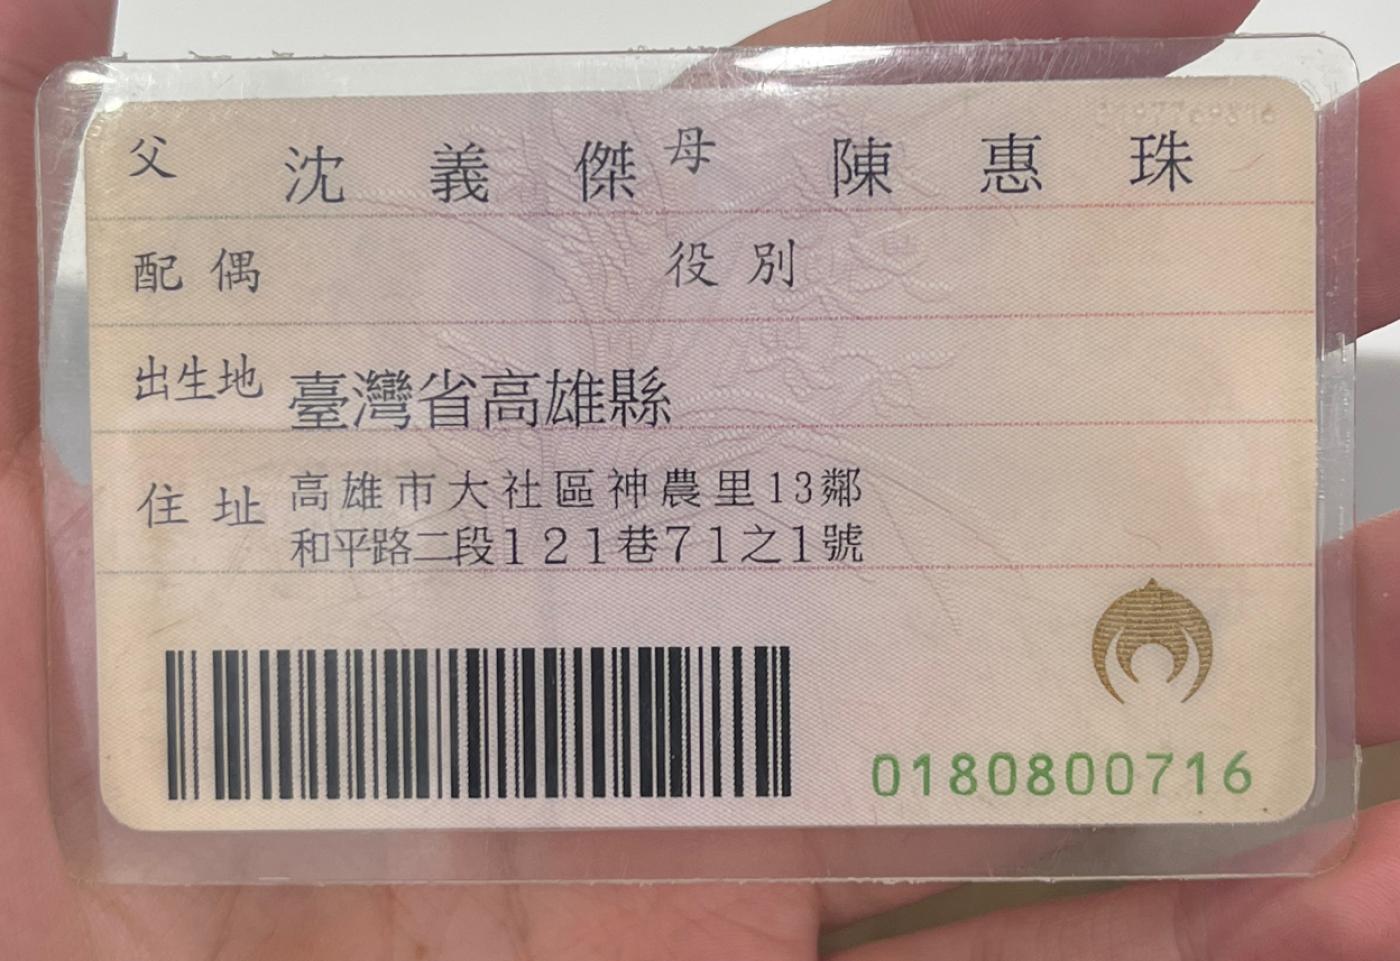 父 沈義傑 母 陳惠珠
配偶 役別
出生地 臺灣省高雄縣
住址 高雄市大社區神農里13鄰
和平路二段121巷71之1號
0180800716